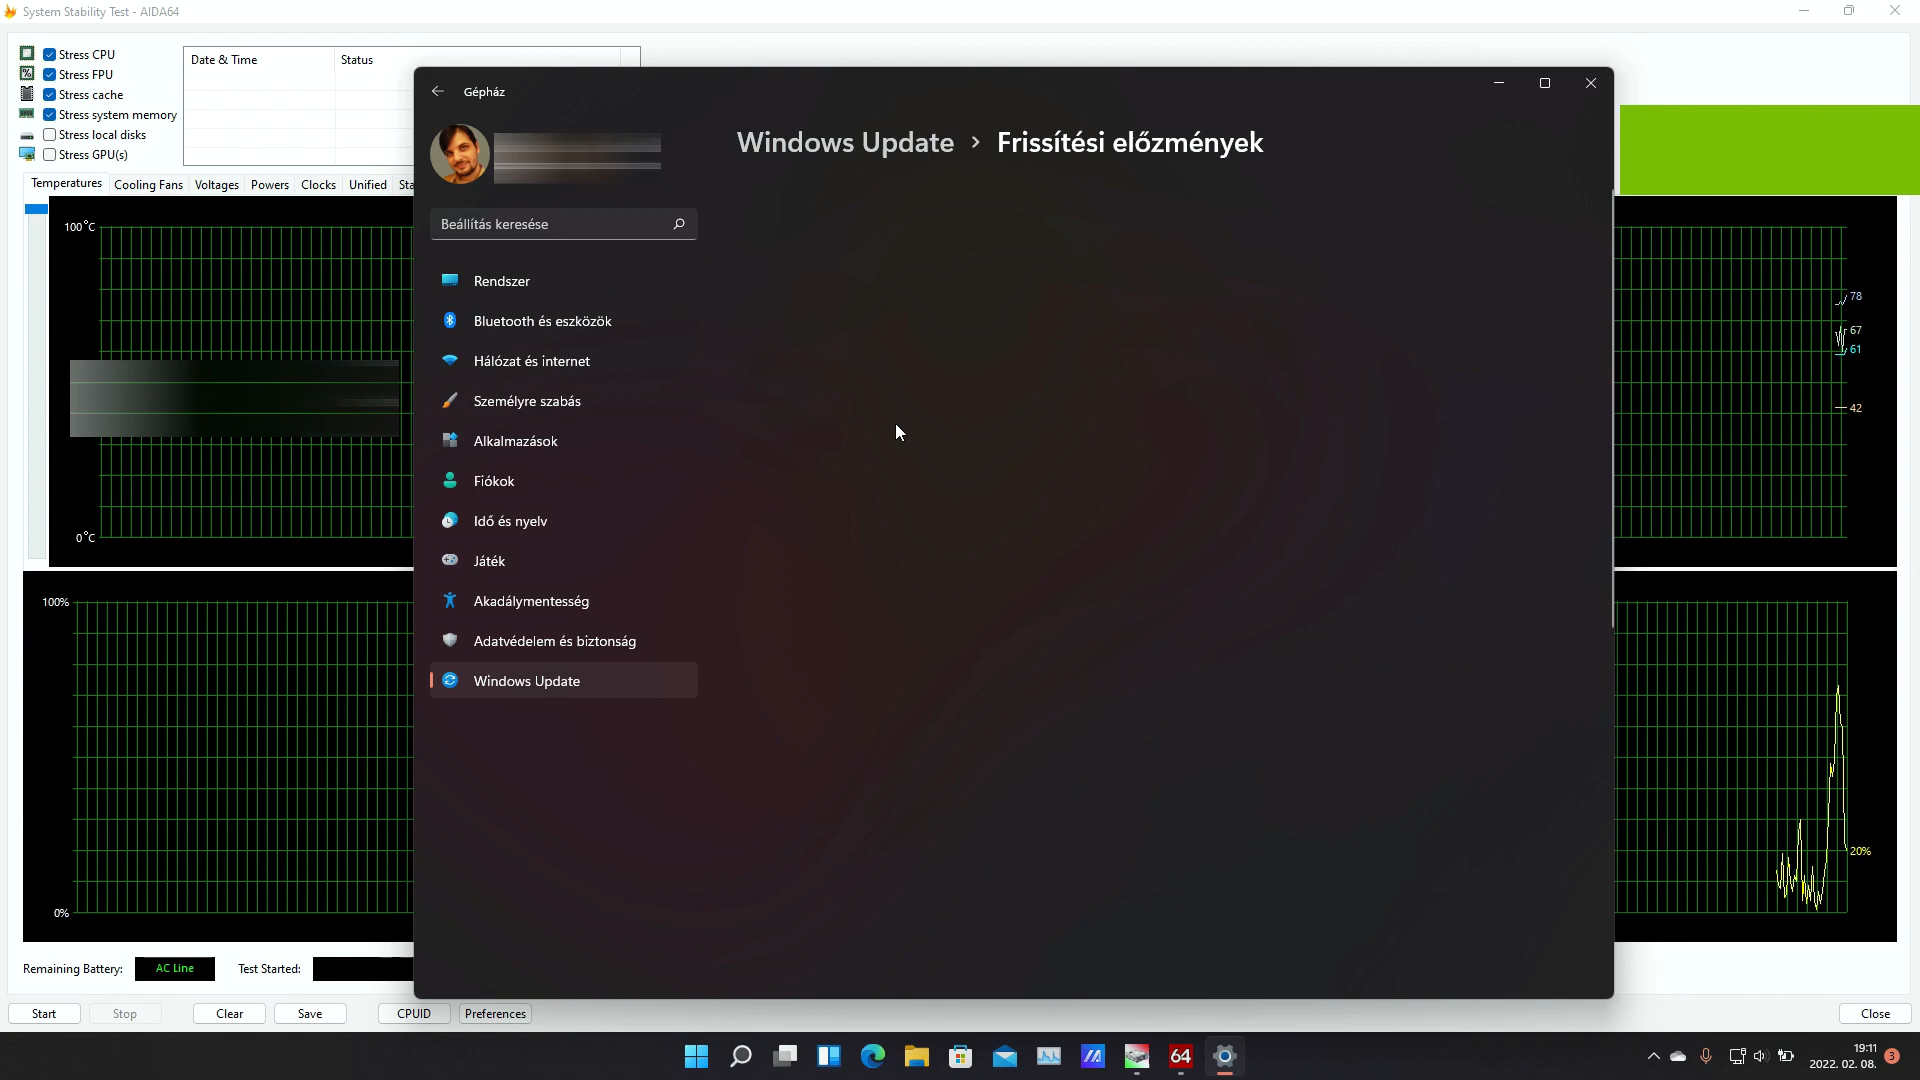 System Stability Test - AIDA64
Stress CPU
Stress FPU
Stress cache
Stress system memory
Stress local disks
Stress GPU(s)
Date & Time
Status
Temperatures
Cooling Fans
Voltages
Powers
Clocks
Unified
Sta
100°C
0°C
100%
0%
Remaining Battery:
AC Line
Test Started:
Start
Stop
Clear
Save
CPUID
Preferences
Gépház
Beállítás keresése
Rendszer
Bluetooth és eszközök
Hálózat és internet
Személyre szabás
Alkalmazások
Fiókok
Idő és nyelv
Játék
Akadálymentesség
Adatvédelem és biztonság
Windows Update
Windows Update › Frissítési előzmények
78
67
61
42
20%
Close
64
19:11
2022. 02. 08.
3